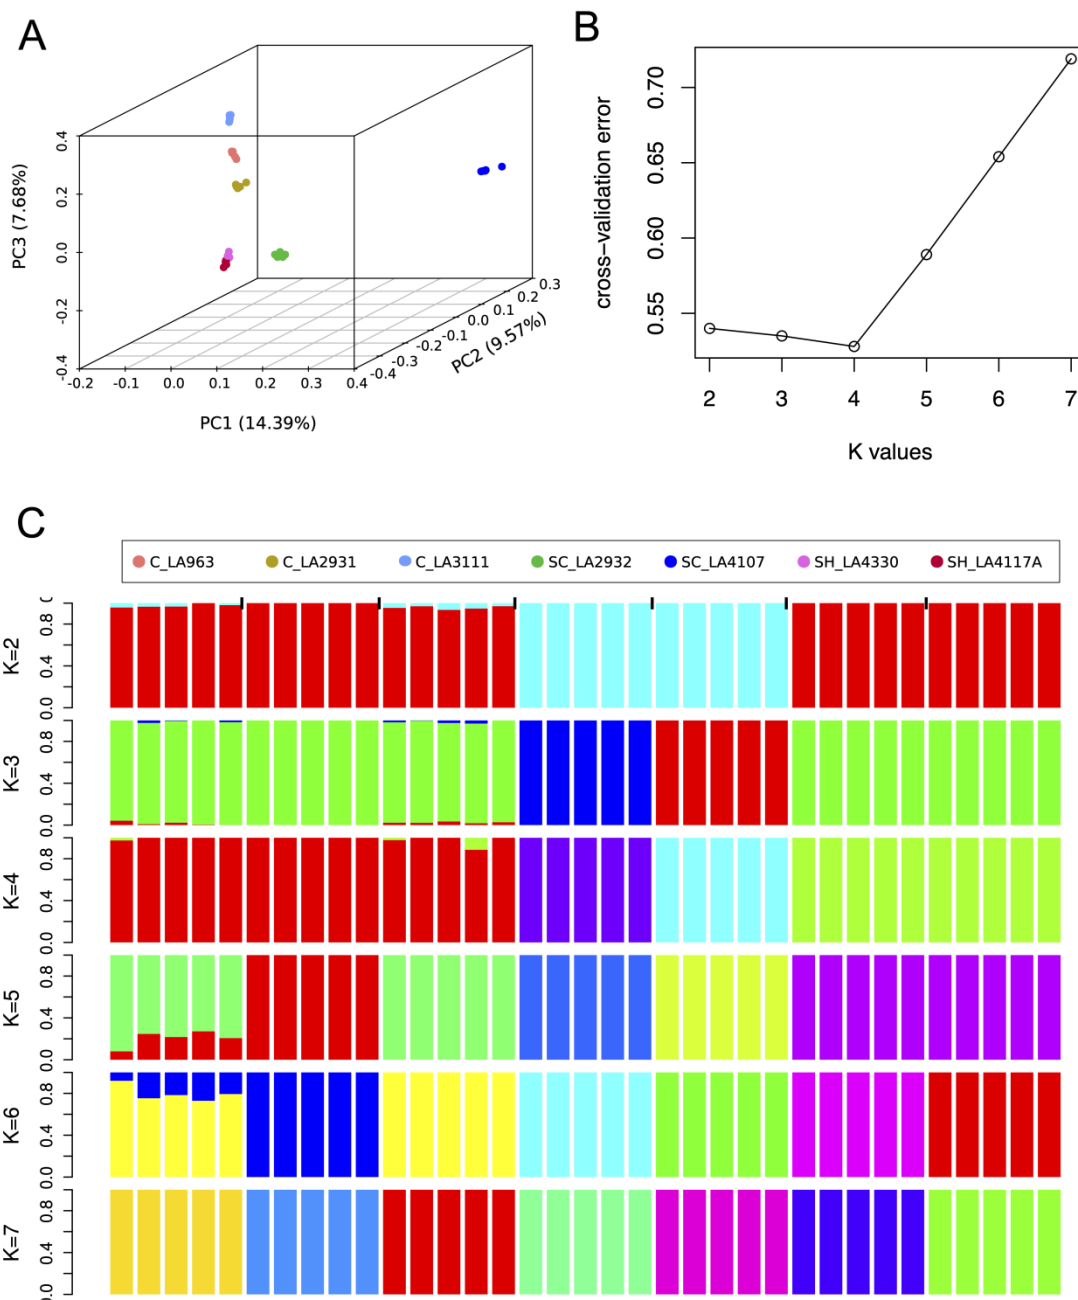 A
B
PC3 (7.68%)
0.4
0.2
0.0
-0.2
-0.4
-0.2 -0.1 0.0 0.1 0.2 0.3 0.4
PC1 (14.39%)
-0.4 -0.3 -0.2 -0.1 0.0 0.1 0.2 0.3
PC2 (9.57%)
cross-validation error
0.70
0.65
0.60
0.55
2 3 4 5 6 7
K values
C
C_LA963 C_LA2931 C_LA3111 SC_LA2932 SC_LA4107 SH_LA4330 SH_LA4117A
K=2
0.0 0.4 0.8
K=3
0.0 0.4 0.8
K=4
0.0 0.4 0.8
K=5
0.0 0.4 0.8
K=6
0.0 0.4 0.8
K=7
0.0 0.4 0.8